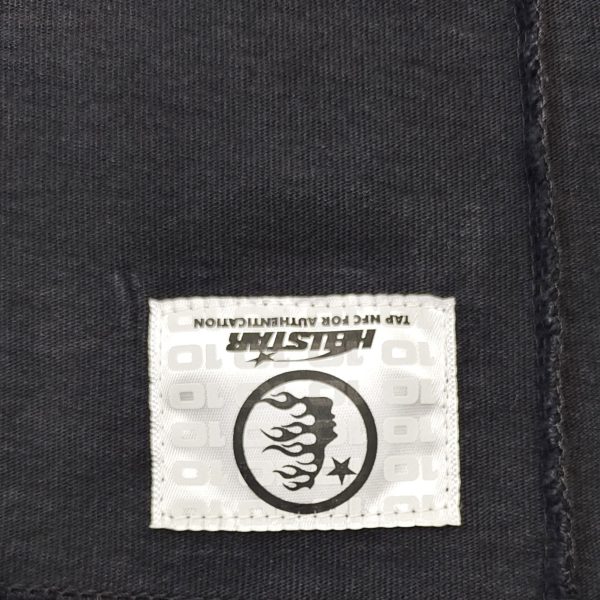 HELLSTAR
TAP NFC FOR AUTHENTICATION